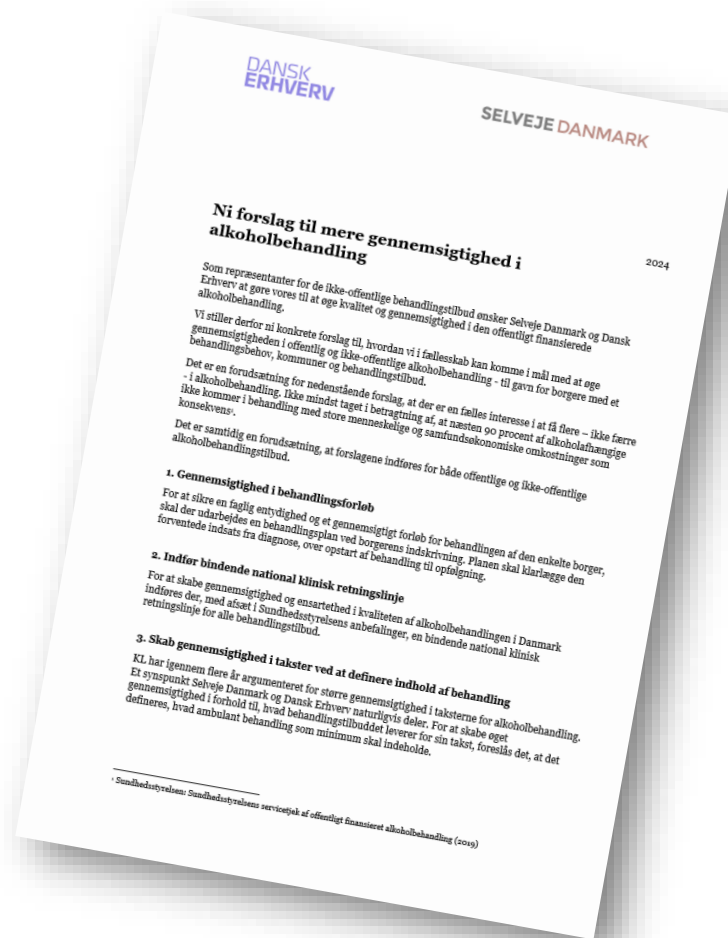 DANSK
ERHVERV
SELVEJE DANMARK
Ni forslag til mere gennemsigtighed i
alkoholbehandling
2024
Som repræsentanter for de ikke-offentlige behandlingstilbud ønsker Selveje Danmark og Dansk
Erhverv at gøre vores til at øge kvalitet og gennemsigtighed i den offentligt finansierede
alkoholbehandling.
Vi stiller derfor ni konkrete forslag til, hvordan vi i fællesskab kan komme i mål med at øge
gennemsigtigheden i offentlig og ikke-offentlige alkoholbehandling - til gavn for borgere med et
behandlingsbehov, kommuner og behandlingstilbud.
Det er en forudsætning for nedenstående forslag, at der er en fælles interesse i at få flere – ikke færre
- i alkoholbehandling. Ikke mindst taget i betragtning af, at næsten 90 procent af alkoholafhængige
ikke kommer i behandling med store menneskelige og samfundsøkonomiske omkostninger som
konsekvens¹.
Det er samtidig en forudsætning, at forslagene indføres for både offentlige og ikke-offentlige
alkoholbehandlingstilbud.
1. Gennemsigtighed i behandlingsforløb
For at sikre en faglig entydighed og et gennemsigtigt forløb for behandlingen af den enkelte borger,
skal der udarbejdes en behandlingsplan ved borgerens indskrivning. Planen skal klarlægge den
forventede indsats fra diagnose, over opstart af behandling til opfølgning.
2. Indfør bindende national klinisk retningslinje
For at skabe gennemsigtighed og ensartethed i kvaliteten af alkoholbehandlingen i Danmark
indføres der, med afsæt i Sundhedsstyrelsens anbefalinger, en bindende national klinisk
retningslinje for alle behandlingstilbud.
3. Skab gennemsigtighed i takster ved at definere indhold af behandling
KL har igennem flere år argumenteret for større gennemsigtighed i taksterne for alkoholbehandling.
Et synspunkt Selveje Danmark og Dansk Erhverv naturligvis deler. For at skabe øget
gennemsigtighed i forhold til, hvad behandlingstilbuddet leverer for sin takst, foreslås det, at det
defineres, hvad ambulant behandling som minimum skal indeholde.
¹ Sundhedsstyrelsen: Sundhedsstyrelsens servicetjek af offentligt finansieret alkoholbehandling (2019)